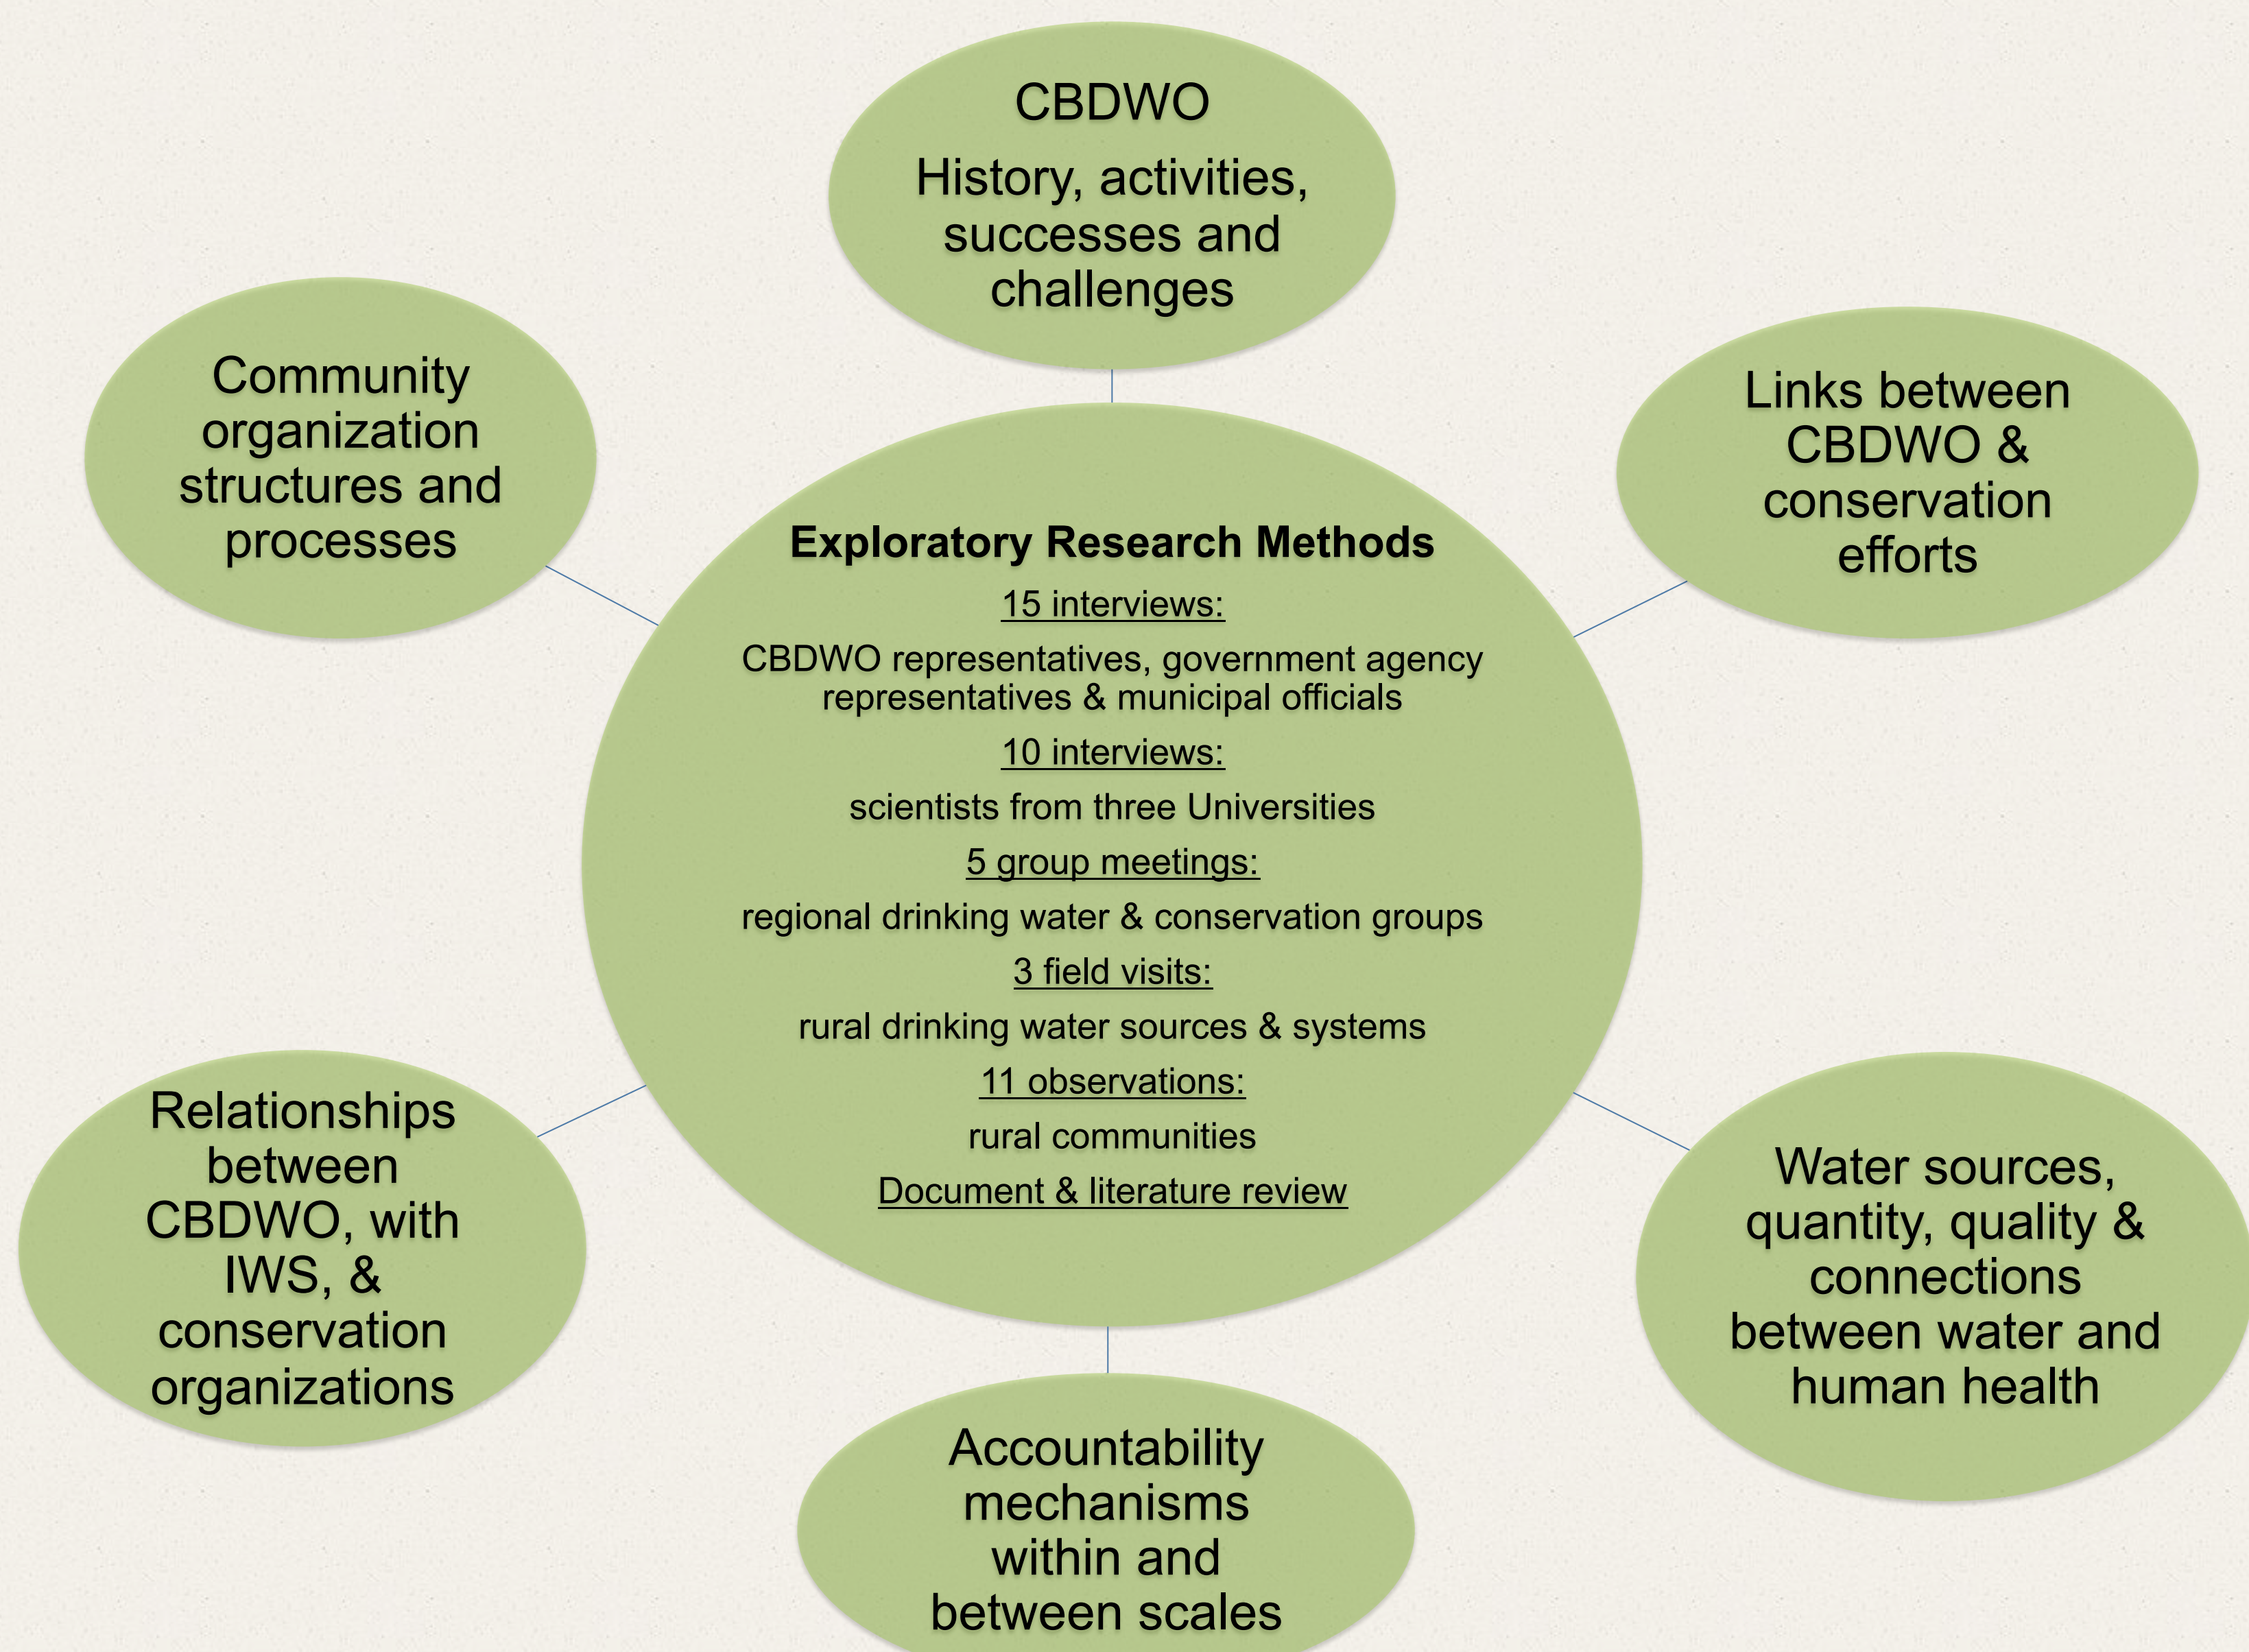 CBDWO
History, activities,
successes and
challenges
Community
organization
structures and
processes
Links between
CBDWO &
conservation
efforts
Exploratory Research Methods
15 interviews:
CBDWO representatives, government agency
representatives & municipal officials
10 interviews:
scientists from three Universities
5 group meetings:
regional drinking water & conservation groups
3 field visits:
rural drinking water sources & systems
11 observations:
rural communities
Document & literature review
Relationships
between
CBDWO, with
IWS, &
conservation
organizations
Water sources,
quantity, quality &
connections
between water and
human health
Accountability
mechanisms
within and
between scales